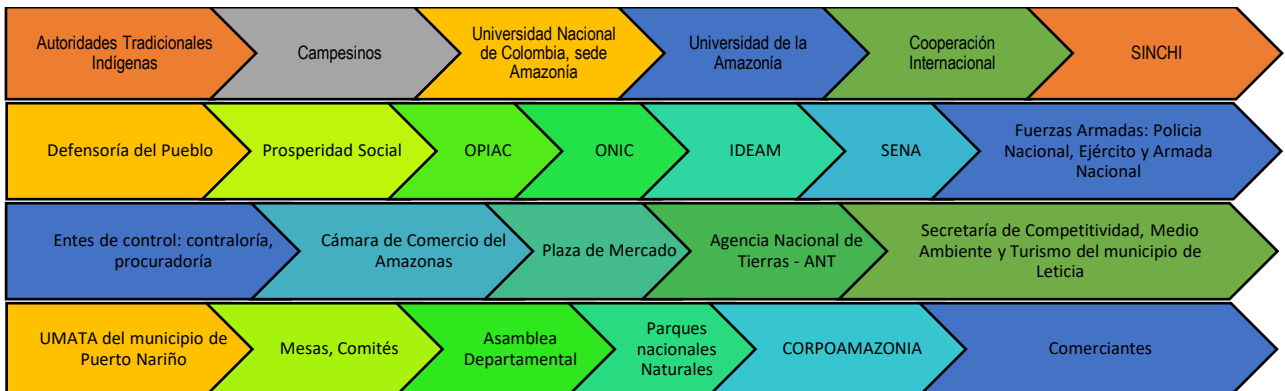 Autoridades Tradicionales
Indígenas
Campesinos
Universidad Nacional
de Colombia, sede
Amazonía
Universidad de la
Amazonía
Cooperación
Internacional
SINCHI
Defensoría del Pueblo
Prosperidad Social
OPIAC
ONIC
IDEAM
SENA
Fuerzas Armadas: Policia
Nacional, Ejército y Armada
Nacional
Entes de control: contraloría,
procuradoría
Cámara de Comercio del
Amazonas
Plaza de Mercado
Agencia Nacional de
Tierras - ANT
Secretaría de Competitividad, Medio
Ambiente y Turismo del municipio de
Leticia
UMATA del municipio de
Puerto Nariño
Mesas, Comités
Asamblea
Departamental
Parques
nacionales
Naturales
CORPOAMAZONIA
Comerciantes